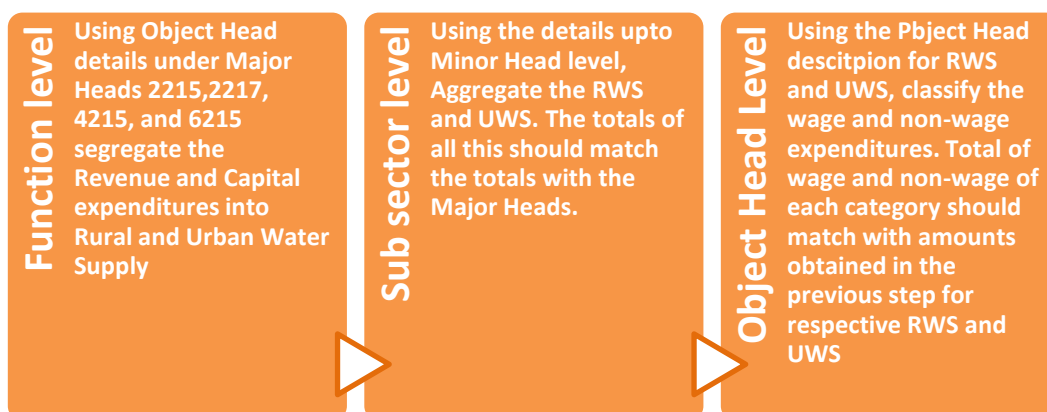 Function level
Using Object Head
details under Major
Heads 2215,2217,
4215, and 6215
segregate the
Revenue and Capital
expenditures into
Rural and Urban Water
Supply
Sub sector level
Using the details upto
Minor Head level,
Aggregate the RWS
and UWS. The totals of
all this should match
the totals with the
Major Heads.
Object Head Level
Using the Pbject Head
descitpion for RWS
and UWS, classify the
wage and non-wage
expenditures. Total of
wage and non-wage of
each category should
match with amounts
obtained in the
previous step for
respective RWS and
UWS